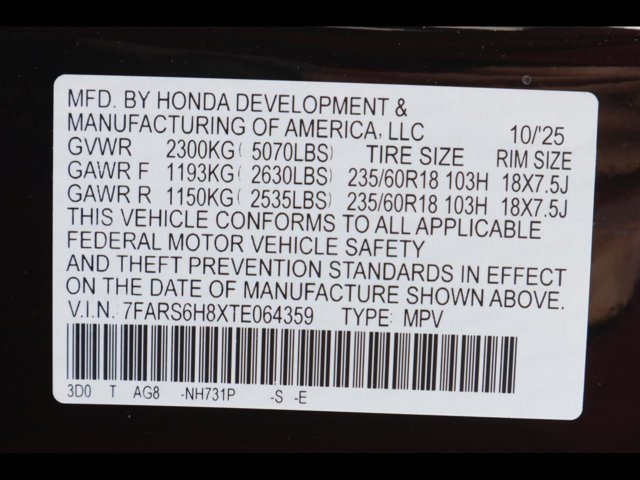 MFD. BY HONDA DEVELOPMENT &
MANUFACTURING OF AMERICA, LLC 10/'25
GVWR 2300KG( 5070LBS) TIRE SIZE RIM SIZE
GAWR F 1193KG( 2630LBS) 235/60R18 103H 18X7.5J
GAWR R 1150KG( 2535LBS) 235/60R18 103H 18X7.5J
THIS VEHICLE CONFORMS TO ALL APPLICABLE
FEDERAL MOTOR VEHICLE SAFETY
AND THEFT PREVENTION STANDARDS IN EFFECT
ON THE DATE OF MANUFACTURE SHOWN ABOVE.
V.I.N. 7FARS6H8XTE064359 TYPE: MPV
3D0 T AG8 -NH731P -S -E